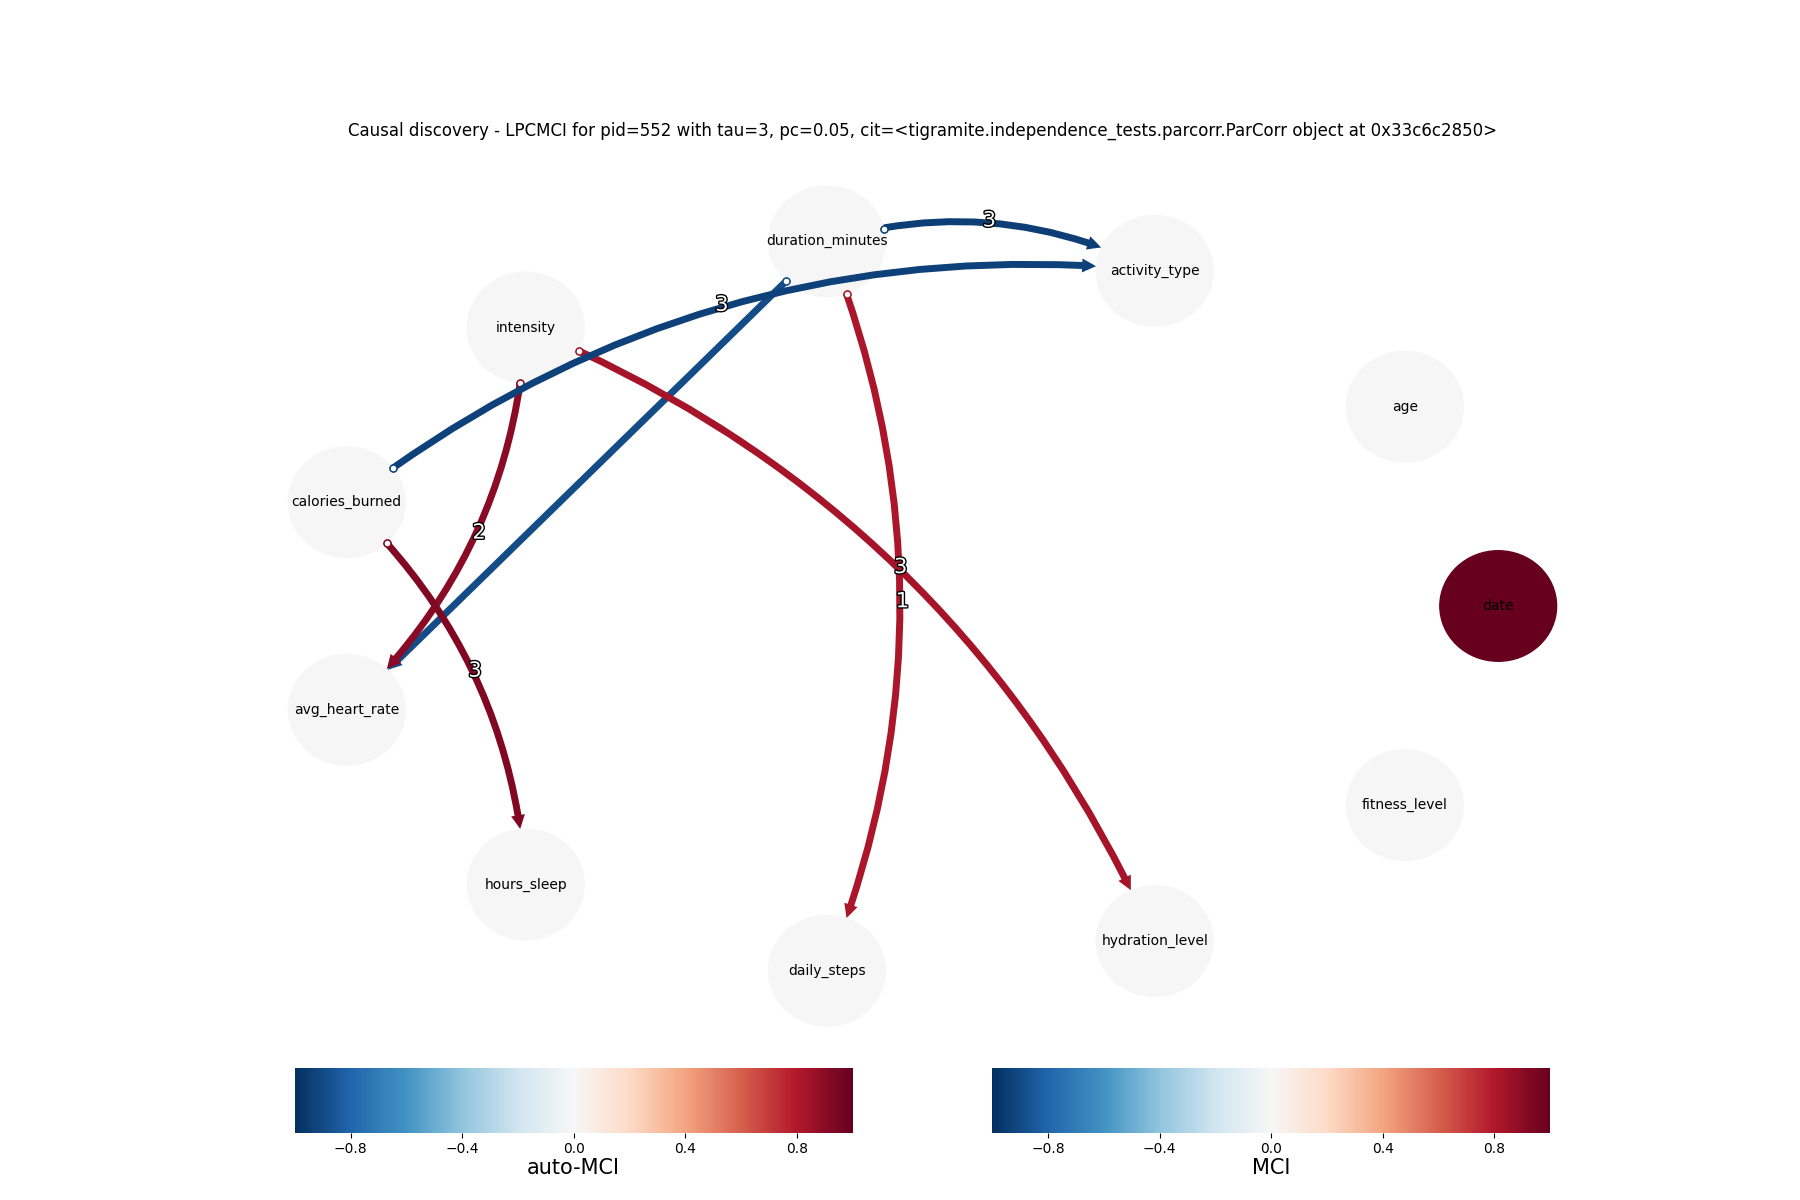 Causal discovery - LPCMCI for pid=552 with tau=3, pc=0.05, cit=<tigramite.independence_tests.parcorr.ParCorr object at 0x33c6c2850>
3
duration_minutes
activity_type
3
intensity
age
calories_burned
2
3
1
date
3
avg_heart_rate
fitness_level
hours_sleep
hydration_level
daily_steps
−0.8 −0.4 0.0 0.4 0.8
auto-MCI
−0.8 −0.4 0.0 0.4 0.8
MCI